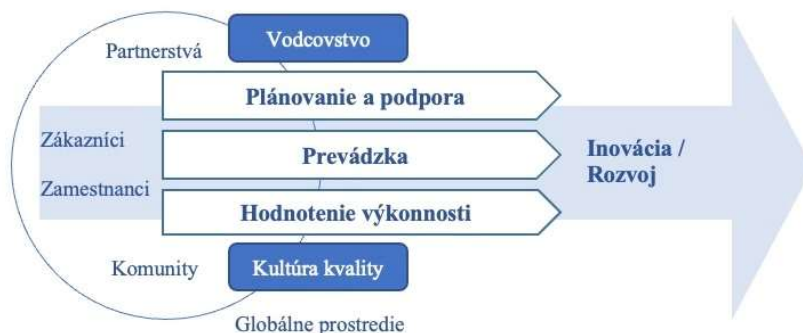 Partnerstvá
Vodcovstvo
Plánovanie a podpora
Zákazníci
Prevádzka
Inovácia /
Rozvoj
Zamestnanci
Hodnotenie výkonnosti
Komunity
Kultúra kvality
Globálne prostredie